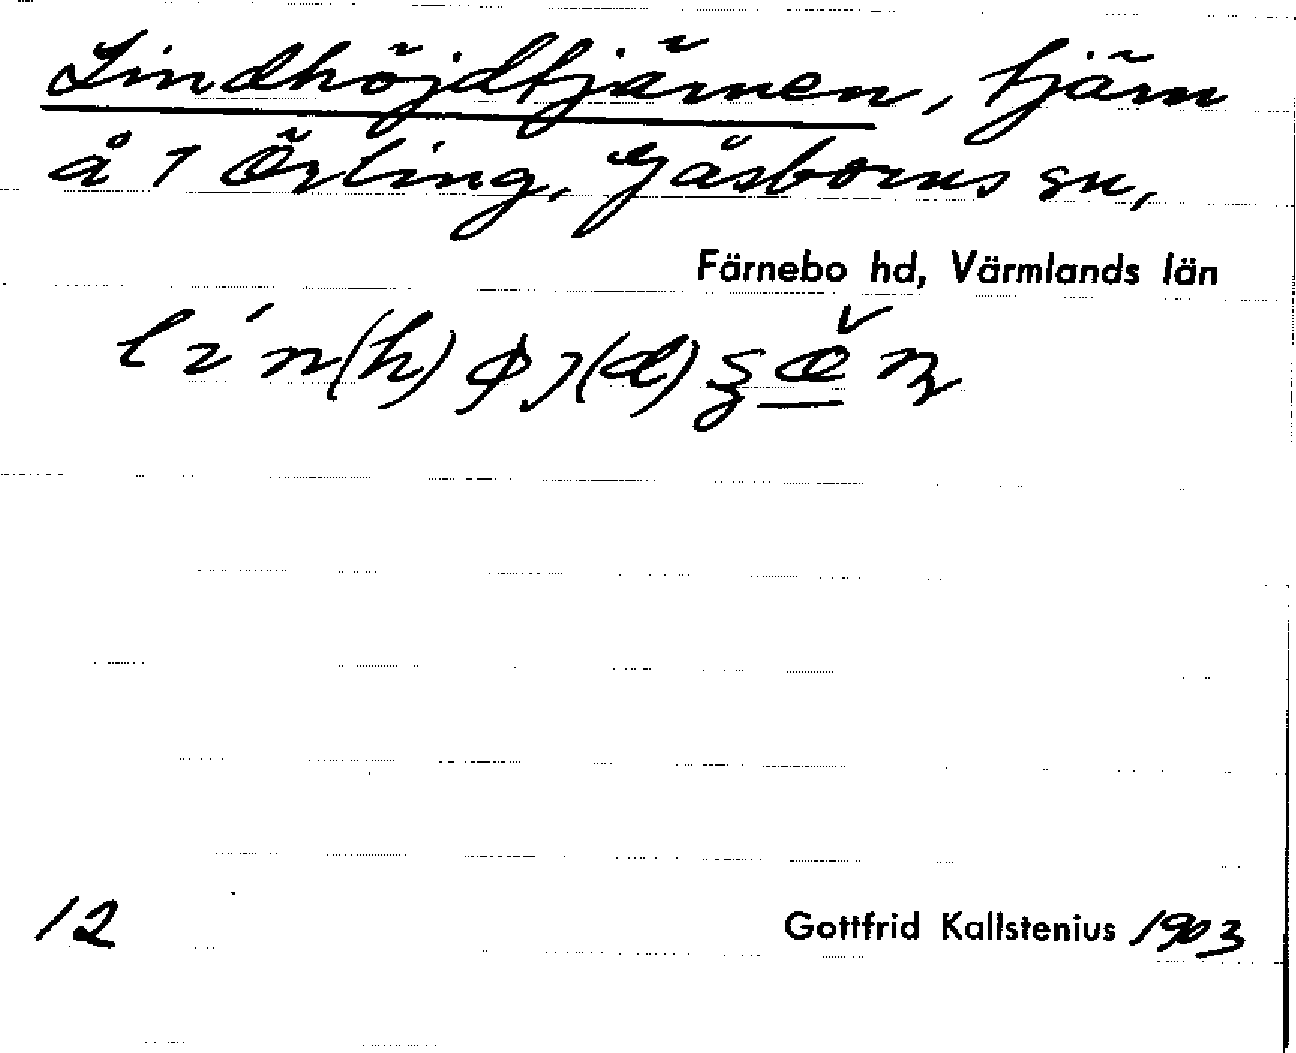 Lindhöjdtjärnen, tjärn
å 1 Örling, Gåsborns sn,
Färnebo hd, Värmlands län
12
Gottfrid Kallstenius 1903